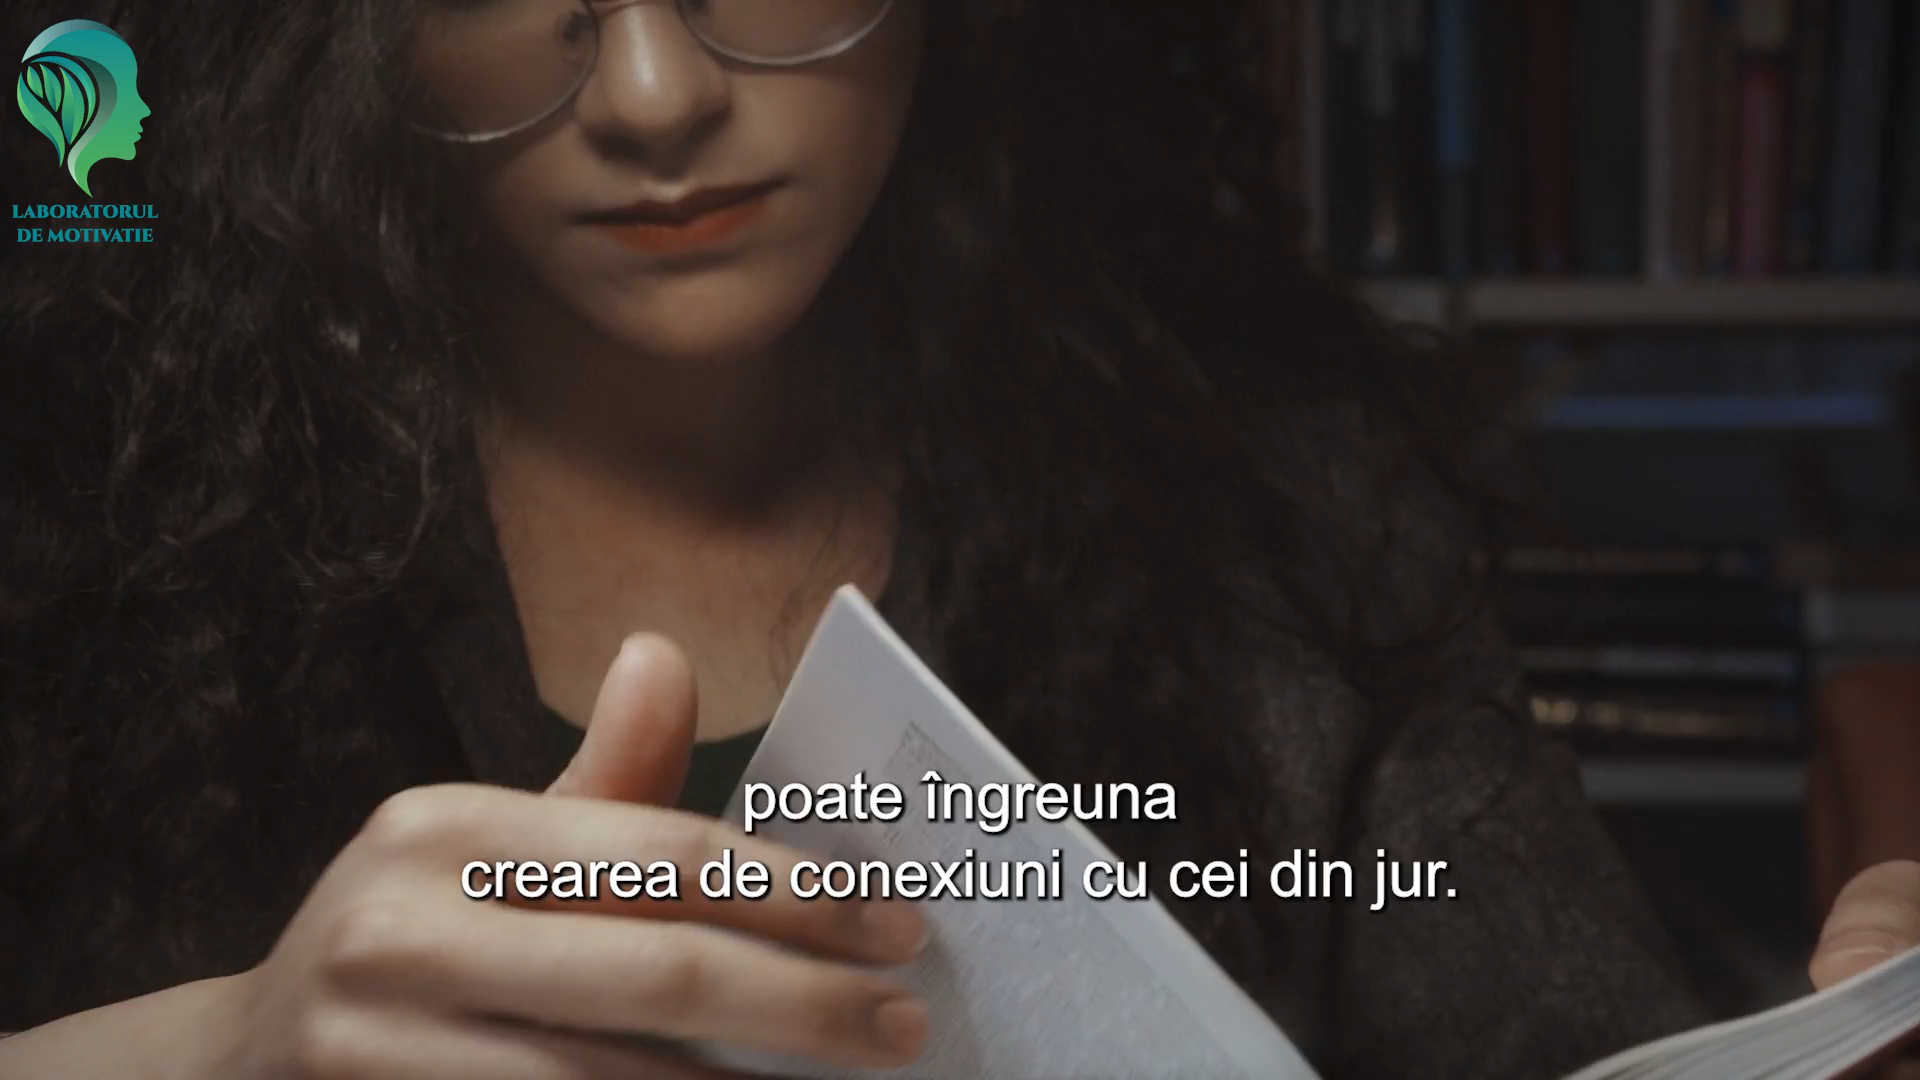 LABORATORUL
DE MOTIVATIE
poate îngreuna
crearea de conexiuni cu cei din jur.